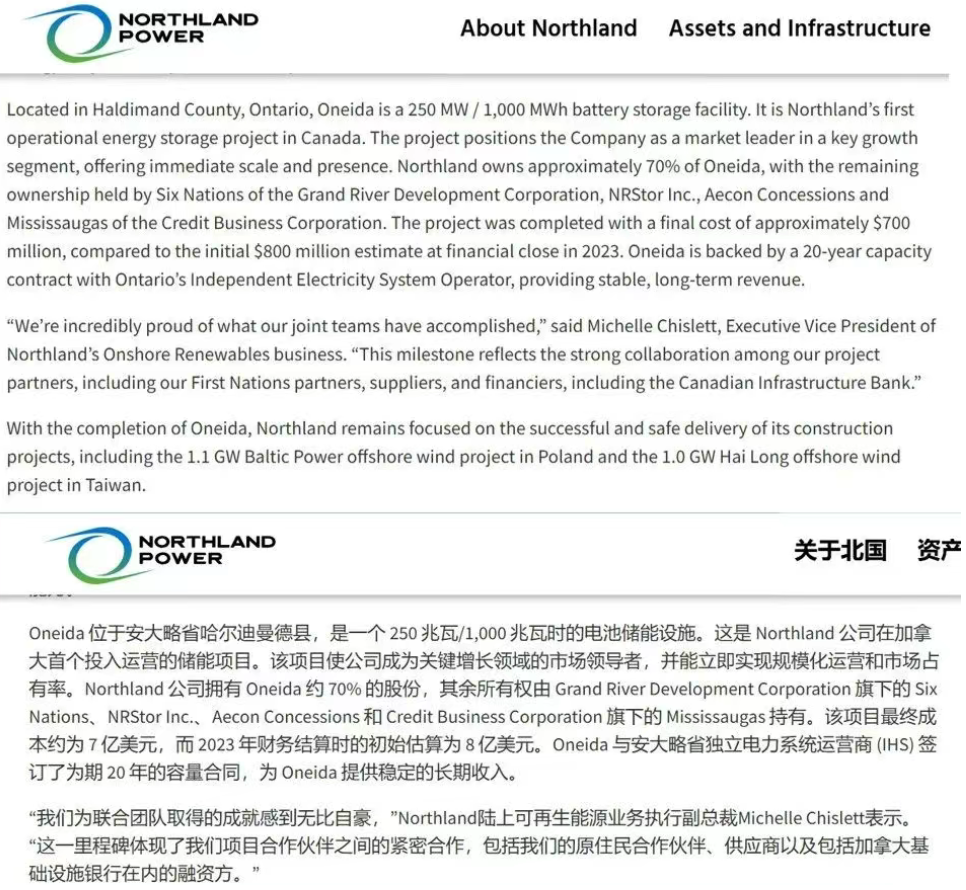 NORTHLAND
POWER
About Northland Assets and Infrastructure
Located in Haldimand County, Ontario, Oneida is a 250 MW / 1,000 MWh battery storage facility. It is Northland’s first
operational energy storage project in Canada. The project positions the Company as a market leader in a key growth
segment, offering immediate scale and presence. Northland owns approximately 70% of Oneida, with the remaining
ownership held by Six Nations of the Grand River Development Corporation, NRStor Inc., Aecon Concessions and
Mississaugas of the Credit Business Corporation. The project was completed with a final cost of approximately $700
million, compared to the initial $800 million estimate at financial close in 2023. Oneida is backed by a 20-year capacity
contract with Ontario’s Independent Electricity System Operator, providing stable, long-term revenue.
“We’re incredibly proud of what our joint teams have accomplished,” said Michelle Chislett, Executive Vice President of
Northland’s Onshore Renewables business. “This milestone reflects the strong collaboration among our project
partners, including our First Nations partners, suppliers, and financiers, including the Canadian Infrastructure Bank.”
With the completion of Oneida, Northland remains focused on the successful and safe delivery of its construction
projects, including the 1.1 GW Baltic Power offshore wind project in Poland and the 1.0 GW Hai Long offshore wind
project in Taiwan.
NORTHLAND
POWER
关于北国 资产
Oneida 位于安大略省哈尔迪曼德县，是一个 250 兆瓦/1,000 兆瓦时的电池储能设施。这是 Northland 公司在加拿
大首个投入运营的储能项目。该项目使公司成为关键增长领域的市场领导者，并能立即实现规模化运营和市场占
有率。Northland 公司拥有 Oneida 约 70% 的股份，其余所有权由 Grand River Development Corporation 旗下的 Six
Nations、NRStor Inc.、Aecon Concessions 和 Credit Business Corporation 旗下的 Mississaugas 持有。该项目最终成
本约为 7 亿美元，而 2023 年财务结算时的初始估算为 8 亿美元。Oneida 与安大略省独立电力系统运营商 (IHS) 签
订了为期 20 年的容量合同，为 Oneida 提供稳定的长期收入。
“我们为联合团队取得的成就感到无比自豪，”Northland陆上可再生能源业务执行副总裁Michelle Chislett表示。
“这一里程碑体现了我们项目合作伙伴之间的紧密合作，包括我们的原住民合作伙伴、供应商以及包括加拿大基
础设施银行在内的融资方。”